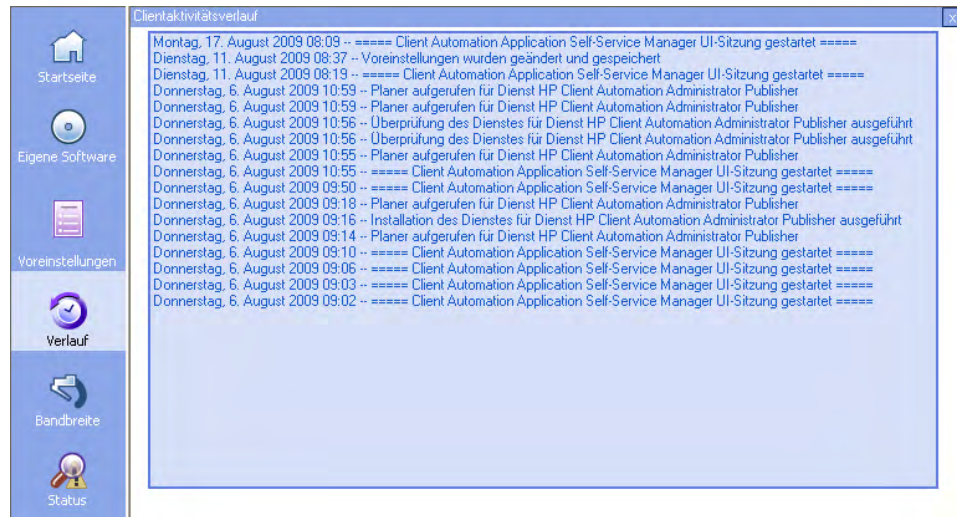 Clientaktivitätsverlauf
x
Startseite
Eigene Software
Voreinstellungen
Verlauf
Bandbreite
Status
Montag, 17. August 2009 08:09 -- ===== Client Automation Application Self-Service Manager UI-Sitzung gestartet =====
Dienstag, 11. August 2009 08:37 -- Voreinstellungen wurden geändert und gespeichert
Dienstag, 11. August 2009 08:19 -- ===== Client Automation Application Self-Service Manager UI-Sitzung gestartet =====
Donnerstag, 6. August 2009 10:59 -- Planer aufgerufen für Dienst HP Client Automation Administrator Publisher
Donnerstag, 6. August 2009 10:59 -- Planer aufgerufen für Dienst HP Client Automation Administrator Publisher
Donnerstag, 6. August 2009 10:56 -- Überprüfung des Dienstes für Dienst HP Client Automation Administrator Publisher ausgeführt
Donnerstag, 6. August 2009 10:56 -- Überprüfung des Dienstes für Dienst HP Client Automation Administrator Publisher ausgeführt
Donnerstag, 6. August 2009 10:55 -- Planer aufgerufen für Dienst HP Client Automation Administrator Publisher
Donnerstag, 6. August 2009 10:55 -- ===== Client Automation Application Self-Service Manager UI-Sitzung gestartet =====
Donnerstag, 6. August 2009 09:50 -- ===== Client Automation Application Self-Service Manager UI-Sitzung gestartet =====
Donnerstag, 6. August 2009 09:18 -- Planer aufgerufen für Dienst HP Client Automation Administrator Publisher
Donnerstag, 6. August 2009 09:16 -- Installation des Dienstes für Dienst HP Client Automation Administrator Publisher ausgeführt
Donnerstag, 6. August 2009 09:14 -- Planer aufgerufen für Dienst HP Client Automation Administrator Publisher
Donnerstag, 6. August 2009 09:10 -- ===== Client Automation Application Self-Service Manager UI-Sitzung gestartet =====
Donnerstag, 6. August 2009 09:06 -- ===== Client Automation Application Self-Service Manager UI-Sitzung gestartet =====
Donnerstag, 6. August 2009 09:03 -- ===== Client Automation Application Self-Service Manager UI-Sitzung gestartet =====
Donnerstag, 6. August 2009 09:02 -- ===== Client Automation Application Self-Service Manager UI-Sitzung gestartet =====